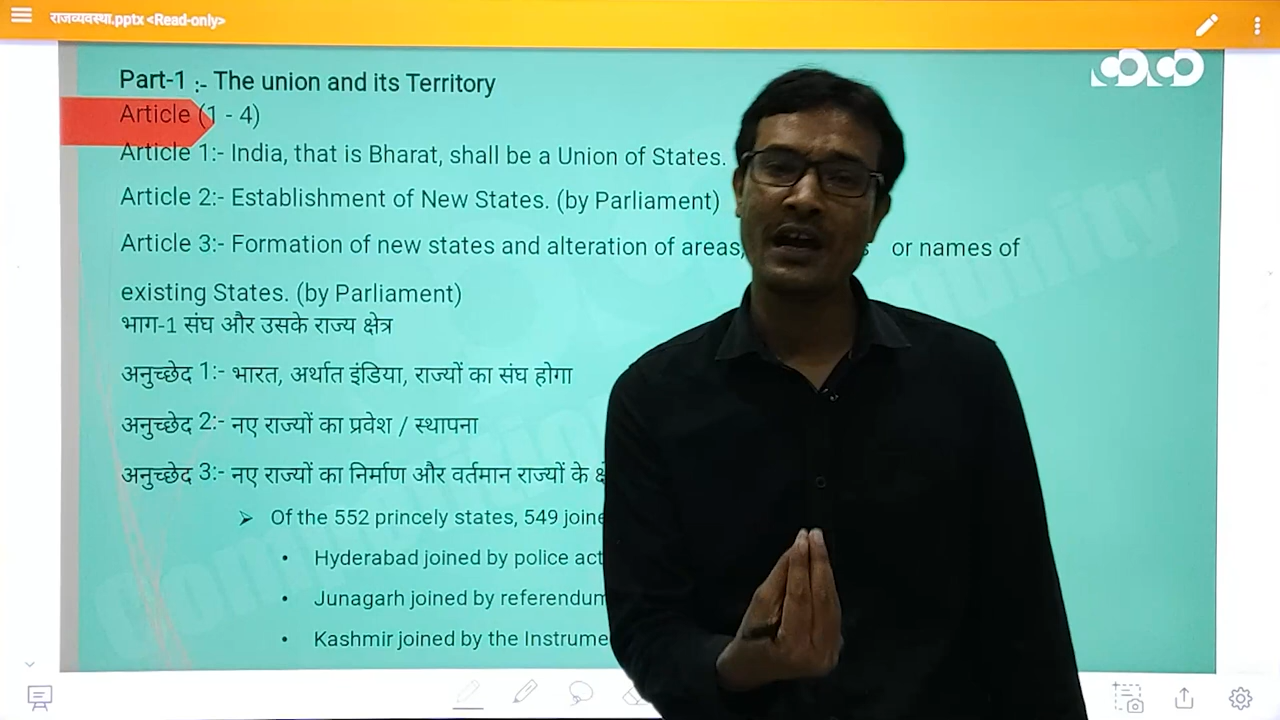 राजव्यवस्था.pptx <Read-only>
Part-1 :- The union and its Territory
Article (1 - 4)
Article 1:- India, that is Bharat, shall be a Union of States.
Article 2:- Establishment of New States. (by Parliament)
Article 3:- Formation of new states and alteration of areas, or names of
existing States. (by Parliament)
भाग-1 संघ और उसके राज्य क्षेत्र
अनुच्छेद 1:- भारत, अर्थात इंडिया, राज्यों का संघ होगा
अनुच्छेद 2:- नए राज्यों का प्रवेश / स्थापना
अनुच्छेद 3:- नए राज्यों का निर्माण और वर्तमान राज्यों के
➢ Of the 552 princely states, 549
• Hyderabad joined by police
• Junagarh joined by referendum
• Kashmir joined by the